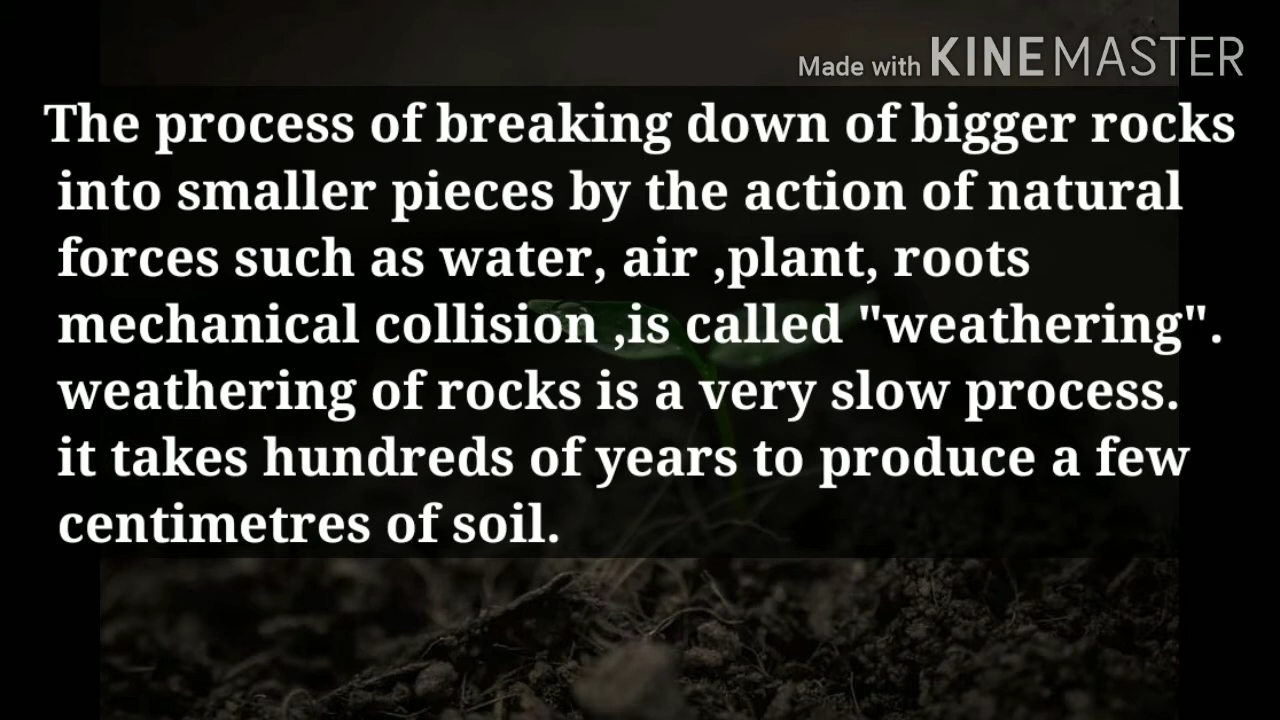 Made with KINEMASTER
The process of breaking down of bigger rocks
into smaller pieces by the action of natural
forces such as water, air ,plant, roots
mechanical collision ,is called "weathering".
weathering of rocks is a very slow process.
it takes hundreds of years to produce a few
centimetres of soil.